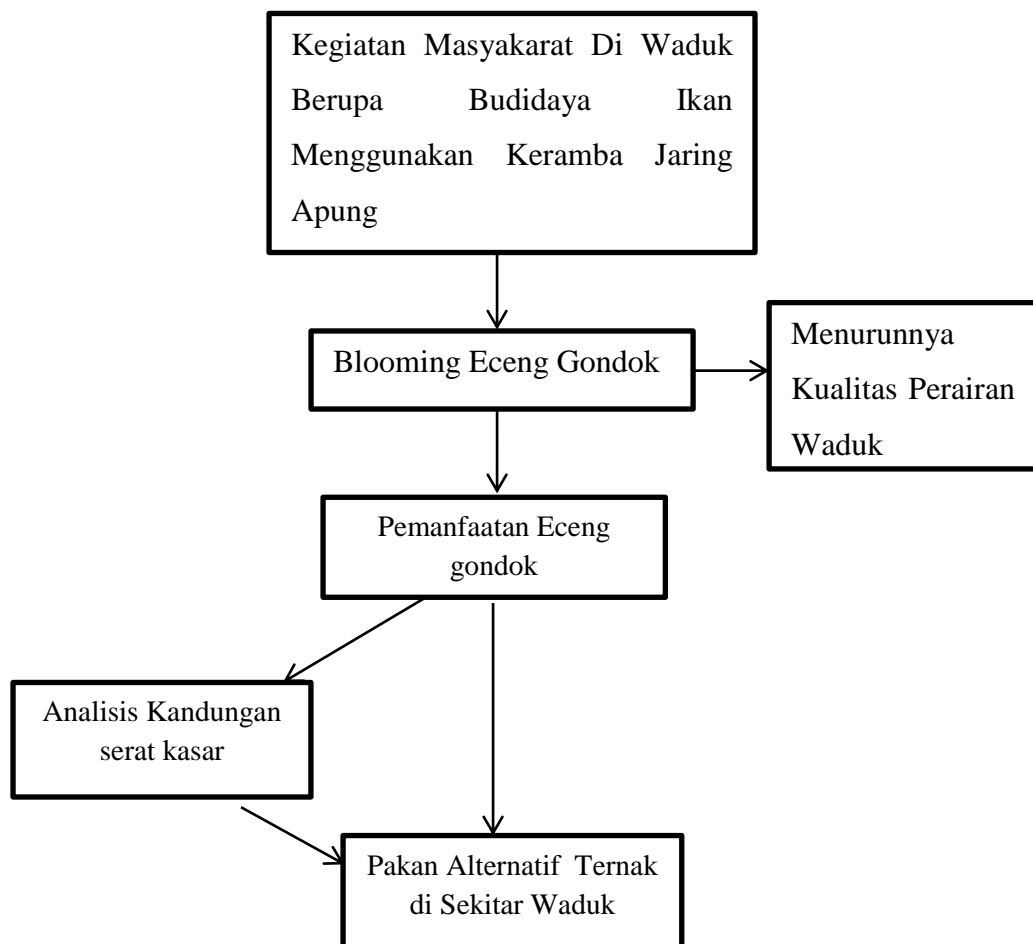 Kegiatan Masyakarat Di Waduk
Berupa Budidaya Ikan
Menggunakan Keramba Jaring
Apung
Blooming Eceng Gondok
Menurunnya
Kualitas Perairan
Waduk
Pemanfaatan Eceng
gondok
Analisis Kandungan
serat kasar
Pakan Alternatif Ternak
di Sekitar Waduk